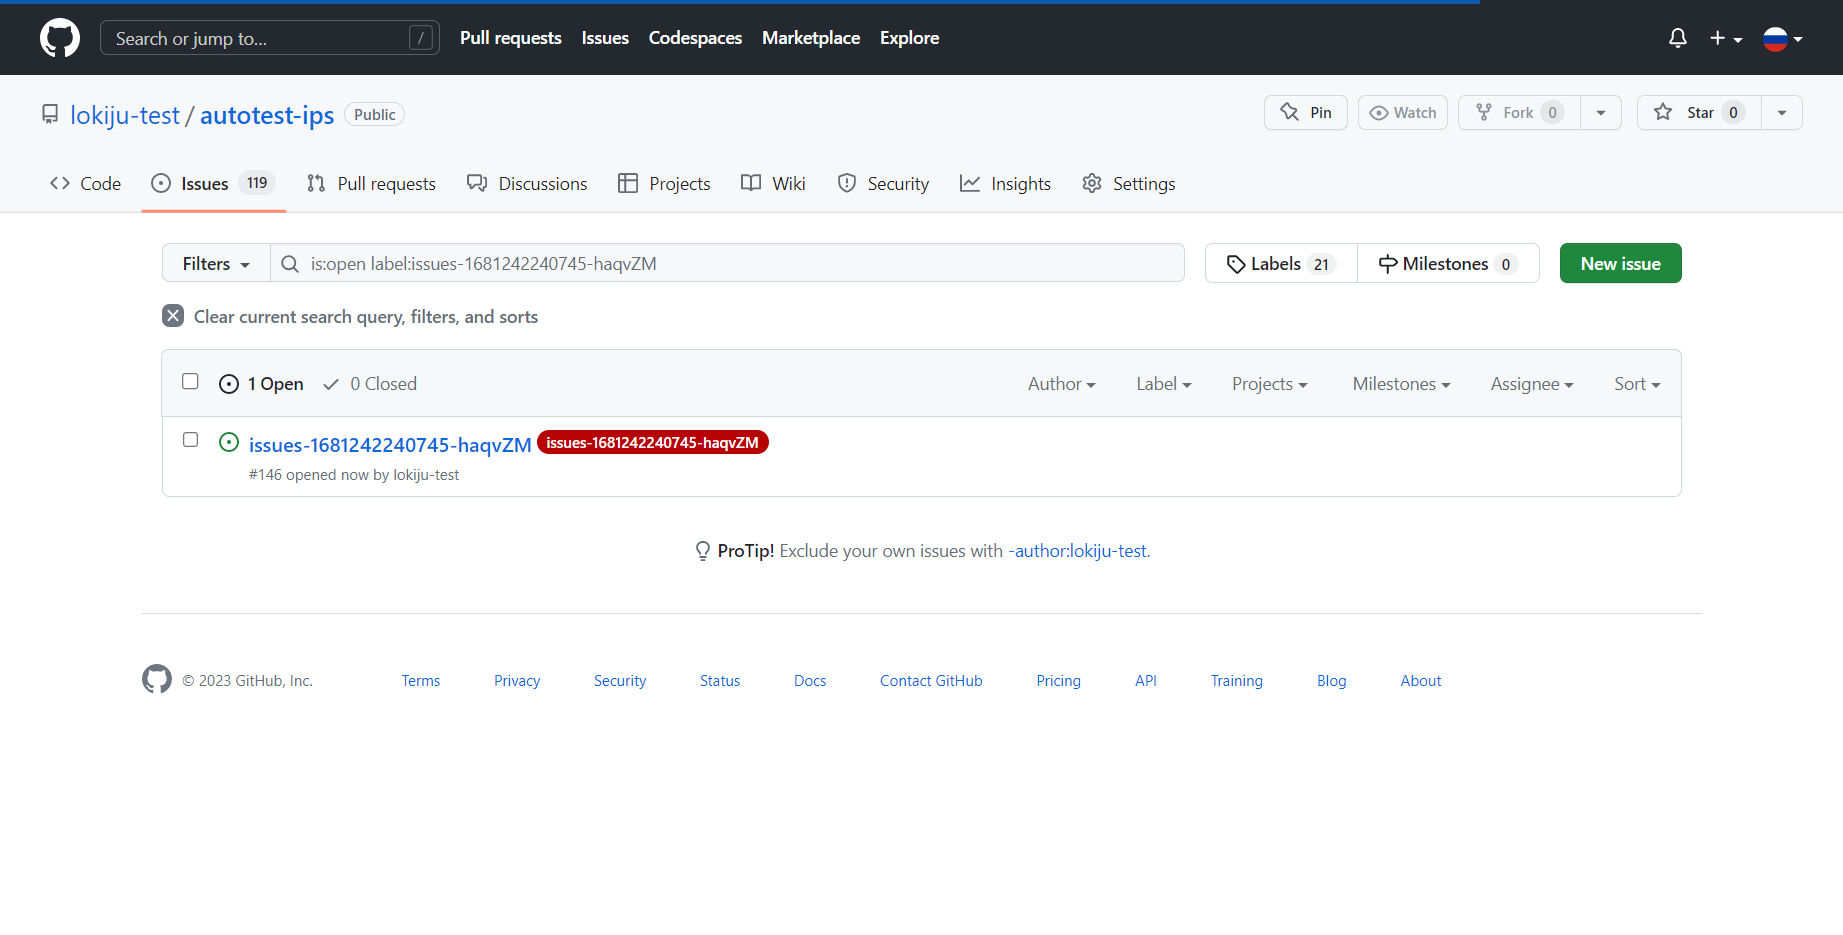 Search or jump to... /
Pull requests Issues Codespaces Marketplace Explore
lokiju-test / autotest-ips Public
Pin Watch Fork 0 Star 0
Code Issues 119 Pull requests Discussions Projects Wiki Security Insights Settings
Filters is:open label:issues-1681242240745-haqvZM Labels 21 Milestones 0 New issue
Clear current search query, filters, and sorts
1 Open 0 Closed Author Label Projects Milestones Assignee Sort
issues-1681242240745-haqvZM issues-1681242240745-haqvZM
#146 opened now by lokiju-test
ProTip! Exclude your own issues with -author:lokiju-test.
© 2023 GitHub, Inc. Terms Privacy Security Status Docs Contact GitHub Pricing API Training Blog About